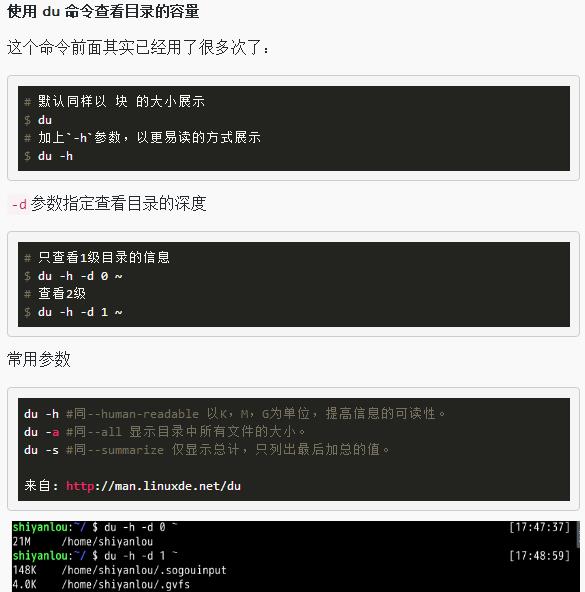 使用 du 命令查看目录的容量
这个命令前面其实已经用了很多次了：
# 默认同样以 块 的大小展示
$ du
# 加上`-h`参数，以更易读的方式展示
$ du -h
-d 参数指定查看目录的深度
# 只查看1级目录的信息
$ du -h -d 0 ~
# 查看2级
$ du -h -d 1 ~
常用参数
du -h #同--human-readable 以K，M，G为单位，提高信息的可读性。
du -a #同--all 显示目录中所有文件的大小。
du -s #同--summarize 仅显示总计，只列出最后加总的值。
来自: http://man.linuxde.net/du
shiyanlou:~/ $ du -h -d 0 ~ [17:47:37]
21M /home/shiyanlou
shiyanlou:~/ $ du -h -d 1 ~ [17:48:59]
148K /home/shiyanlou/.sogouinput
4.0K /home/shiyanlou/.gvfs